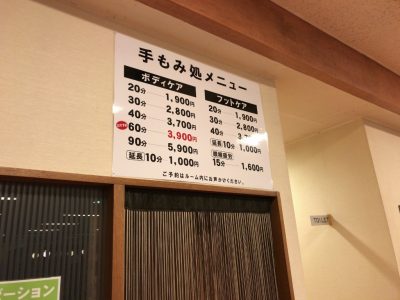 手もみ処メニュー
ボディケア
20分 1,900円
30分 2,800円
40分 3,700円
60分 3,900円
90分 5,900円
延長10分 1,000円
フットケア
20分 1,900円
30分 2,800円
40分
延長10分 1,000円
15分 1,600円
ご予約はルーム内にお声かけください。
ーション